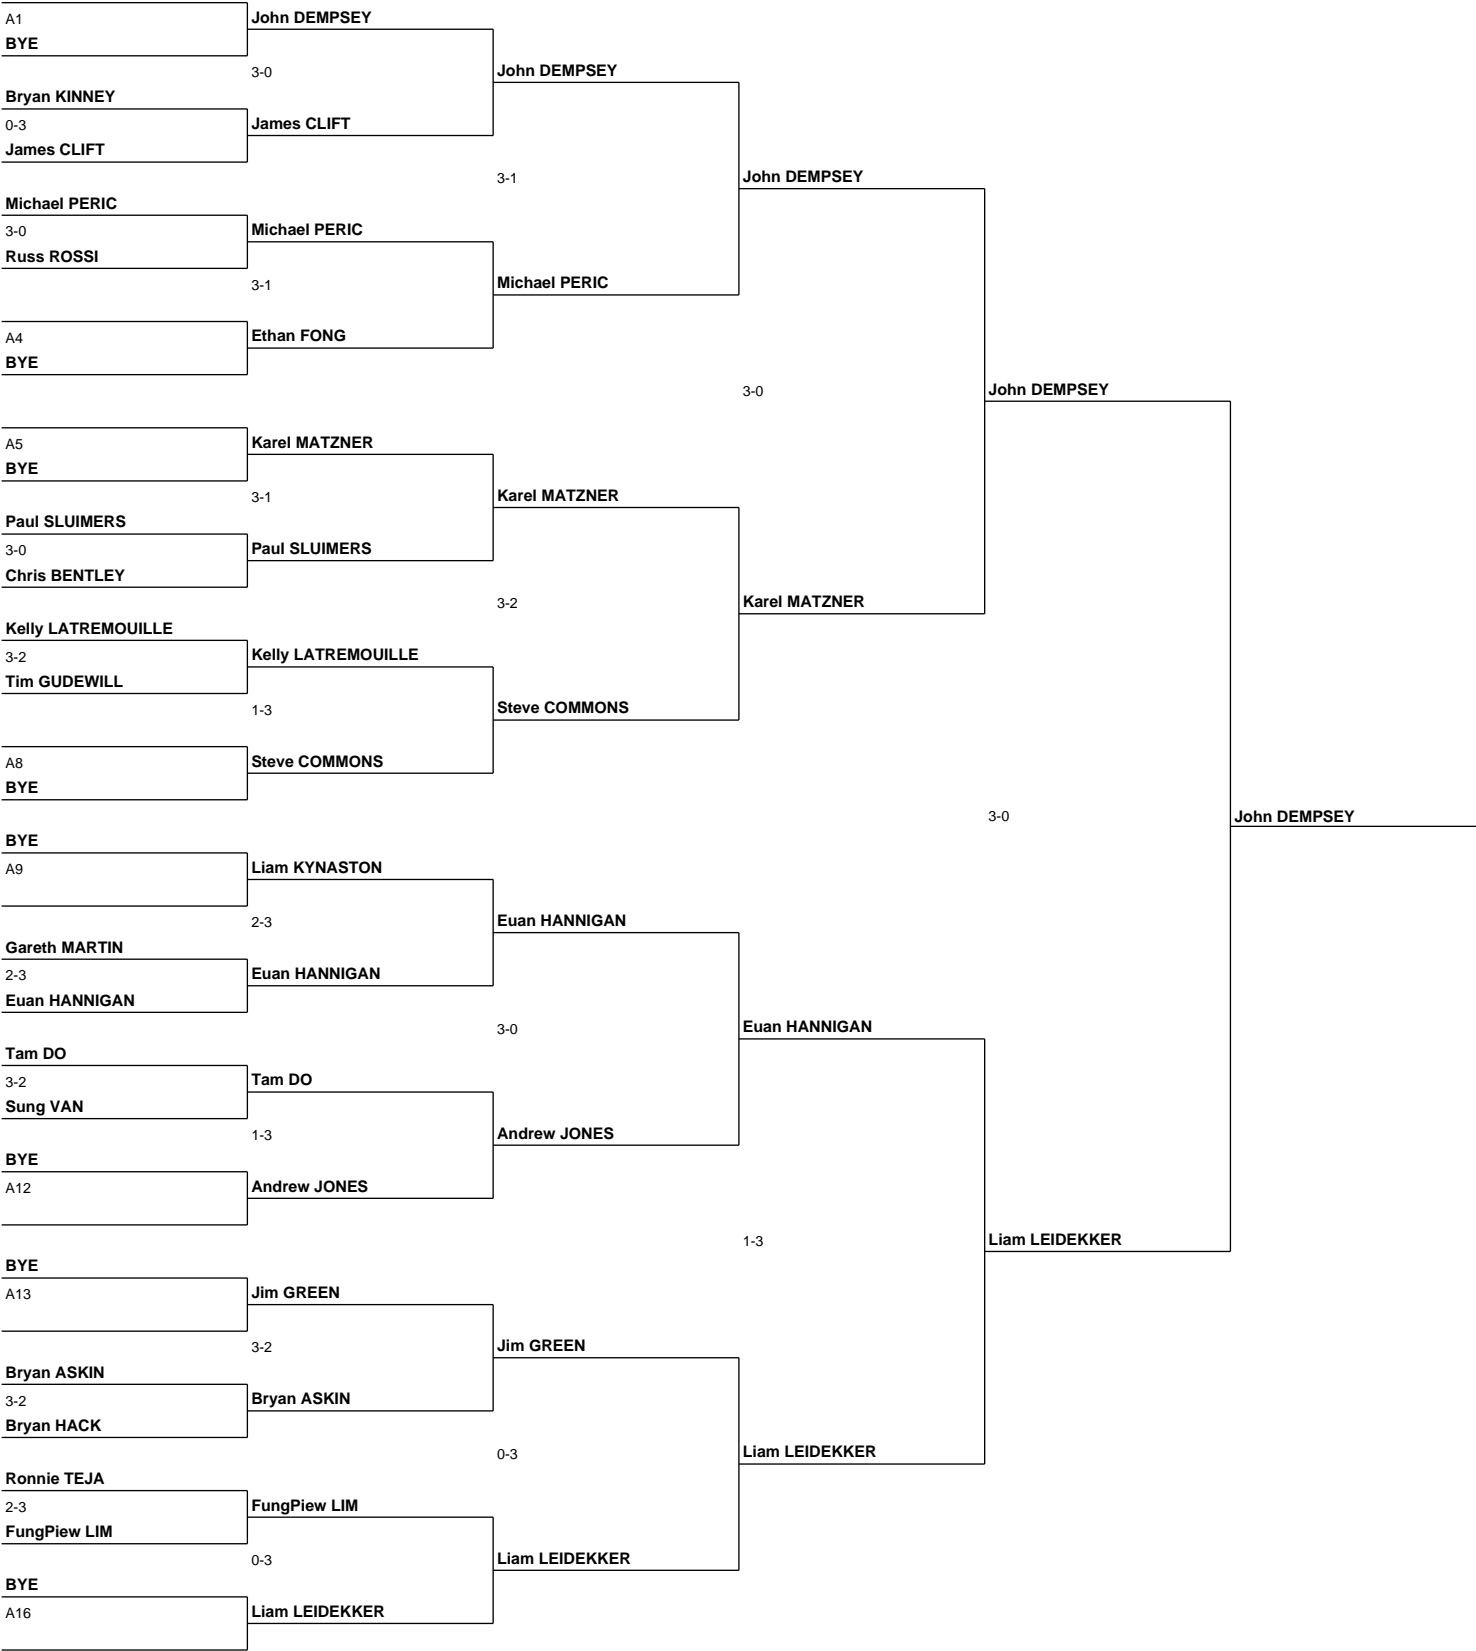 A1
BYE
John DEMPSEY
3-0
Bryan KINNEY
0-3
James CLIFT
James CLIFT
John DEMPSEY
3-1
Michael PERIC
3-0
Russ ROSSI
Michael PERIC
3-1
A4
BYE
Ethan FONG
Michael PERIC
John DEMPSEY
3-0
A5
BYE
Karel MATZNER
3-1
Paul SLUIMERS
3-0
Chris BENTLEY
Paul SLUIMERS
Karel MATZNER
3-2
Kelly LATREMOUILLE
3-2
Tim GUDEWILL
Kelly LATREMOUILLE
1-3
A8
BYE
Steve COMMONS
Steve COMMONS
Karel MATZNER
John DEMPSEY
3-0
John DEMPSEY
BYE
A9
Liam KYNASTON
2-3
Gareth MARTIN
2-3
Euan HANNIGAN
Euan HANNIGAN
Euan HANNIGAN
3-0
Tam DO
3-2
Sung VAN
Tam DO
1-3
BYE
A12
Andrew JONES
Andrew JONES
Euan HANNIGAN
1-3
BYE
A13
Jim GREEN
3-2
Bryan ASKIN
3-2
Bryan HACK
Bryan ASKIN
Jim GREEN
0-3
Ronnie TEJA
2-3
FungPiew LIM
FungPiew LIM
0-3
BYE
A16
Liam LEIDEKKER
Liam LEIDEKKER
Liam LEIDEKKER
Liam LEIDEKKER